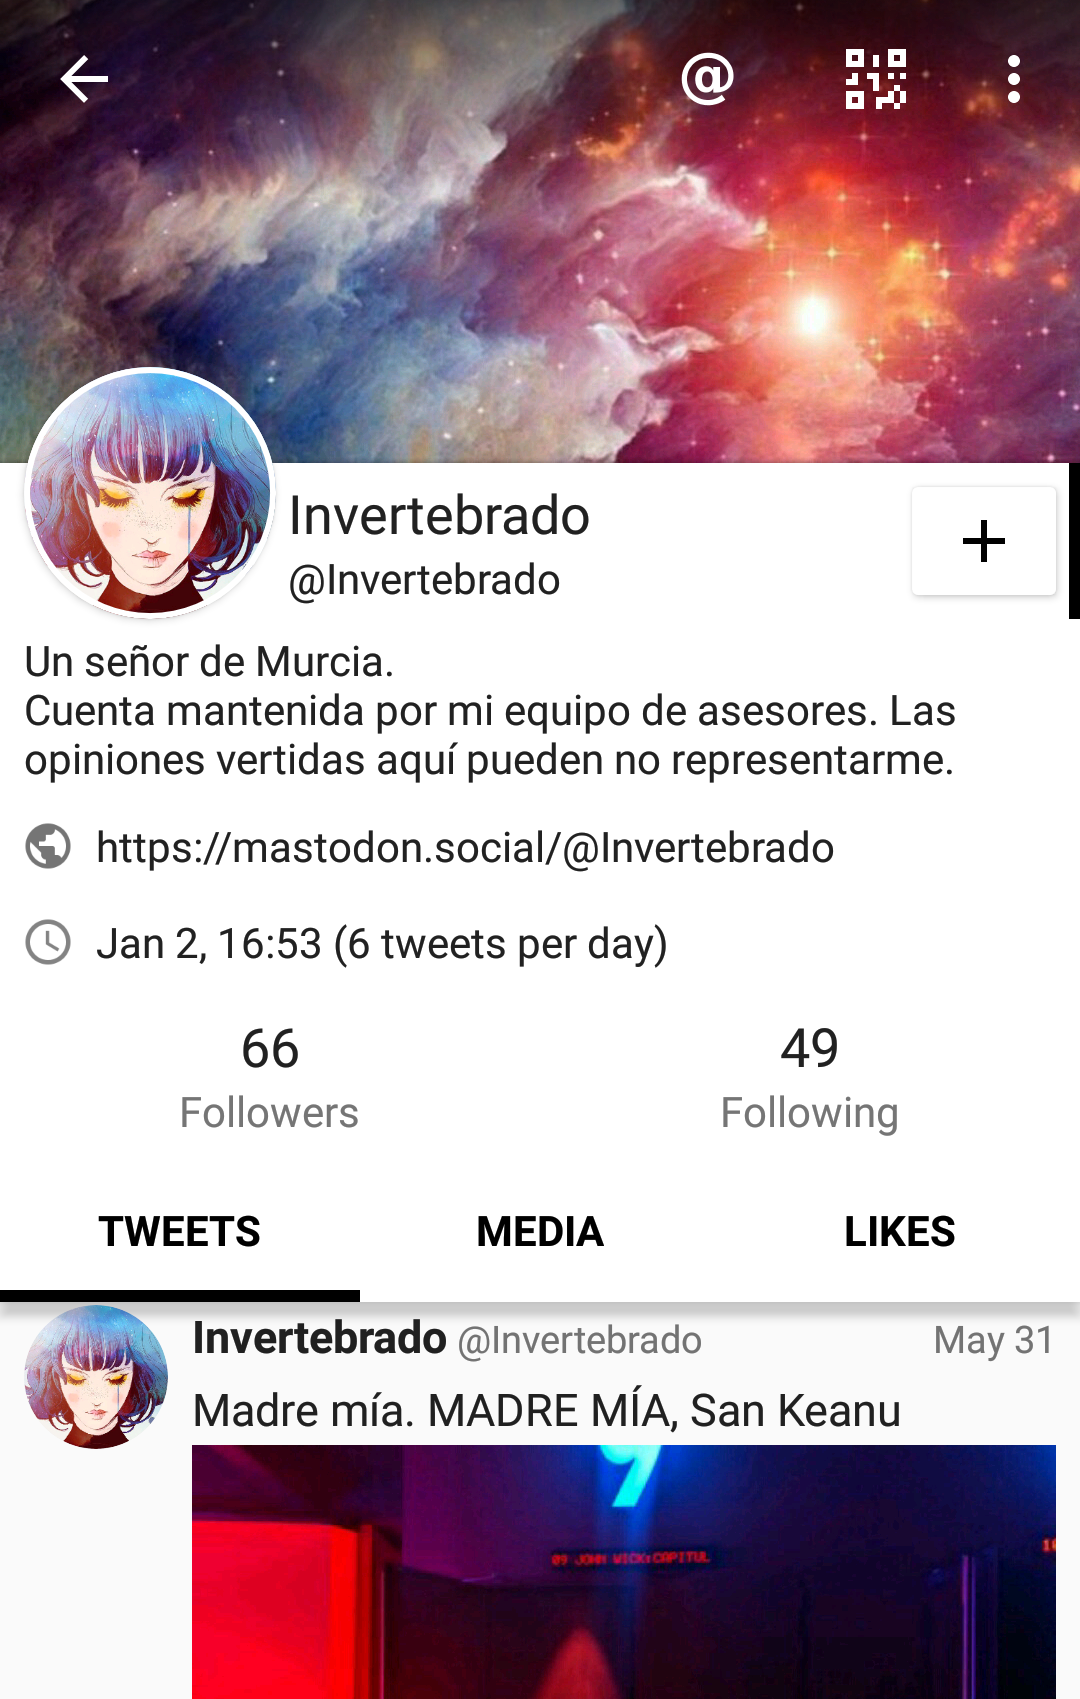 @
Invertebrado
@Invertebrado
Un señor de Murcia.
Cuenta mantenida por mi equipo de asesores. Las
opiniones vertidas aquí pueden no representarme.
https://mastodon.social/@Invertebrado
Jan 2, 16:53 (6 tweets per day)
66
Followers
49
Following
TWEETS
MEDIA
LIKES
Invertebrado @Invertebrado May 31
Madre mía. MADRE MÍA, San Keanu
9
09 JOHN WICK:CAPITUL
10